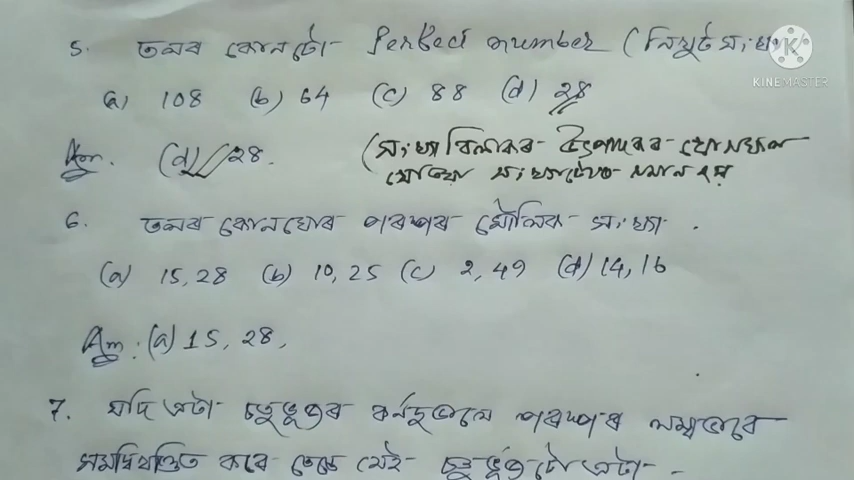 5. তলৰ কোনটো Perfect number (নিখুঁত সংখ্যা)
KINEMASTER
a) 108 (b) 64 (c) 88 (d) 28
Ans. (d) 28. (সংখ্যাবিলাকৰ উৎপাদকৰ যোগফল
যেতিয়া সংখ্যাটোৰ সমান হয়
6. তলৰ কোনযোৰ পৰস্পৰ মৌলিক সংখ্যা.
(a) 15, 28 (b) 10, 25 (c) 2, 49 (d) 14, 16
Ans: (a) 15, 28,
7. যদি এটা চতুৰ্ভুজৰ কৰ্ণদুডালে পৰস্পৰ লম্বভাবে
সমদ্বিখণ্ডিত কৰে তেন্তে সেই চতুৰ্ভুজটো এটা -